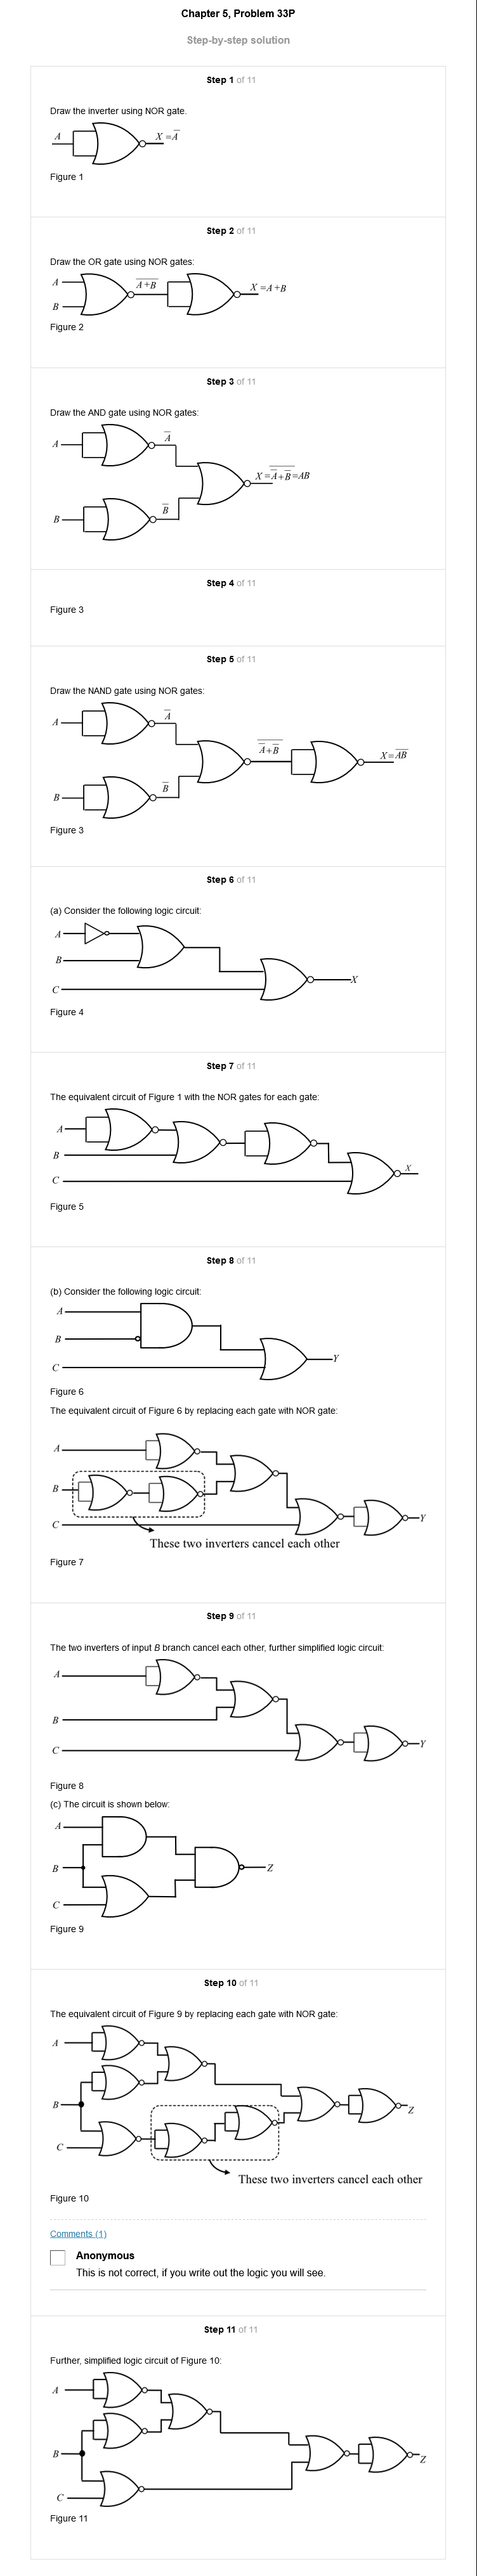 Chapter 5, Problem 33P
Step-by-step solution
Step 1 of 11
Draw the inverter using NOR gate.
A
X = A̅
Figure 1
Step 2 of 11
Draw the OR gate using NOR gates:
A
B
A̅+̅B̅
X = A + B
Figure 2
Step 3 of 11
Draw the AND gate using NOR gates:
A
A̅
X = \overline{A̅ + B̅} = AB
B
B̅
Step 4 of 11
Figure 3
Step 5 of 11
Draw the NAND gate using NOR gates:
A
A̅
\overline{A̅ + B̅}
X = \overline{AB}
B
B̅
Figure 3
Step 6 of 11
(a) Consider the following logic circuit:
A
B
C
X
Figure 4
Step 7 of 11
The equivalent circuit of Figure 1 with the NOR gates for each gate:
A
B
C
X
Figure 5
Step 8 of 11
(b) Consider the following logic circuit:
A
B
C
Y
Figure 6
The equivalent circuit of Figure 6 by replacing each gate with NOR gate:
A
B
C
Y
These two inverters cancel each other
Figure 7
Step 9 of 11
The two inverters of input B branch cancel each other, further simplified logic circuit:
A
B
C
Y
Figure 8
(c) The circuit is shown below:
A
B
C
Z
Figure 9
Step 10 of 11
The equivalent circuit of Figure 9 by replacing each gate with NOR gate:
A
B
C
Z
These two inverters cancel each other
Figure 10
Comments (1)
Anonymous
This is not correct, if you write out the logic you will see.
Step 11 of 11
Further, simplified logic circuit of Figure 10:
A
B
C
Z
Figure 11